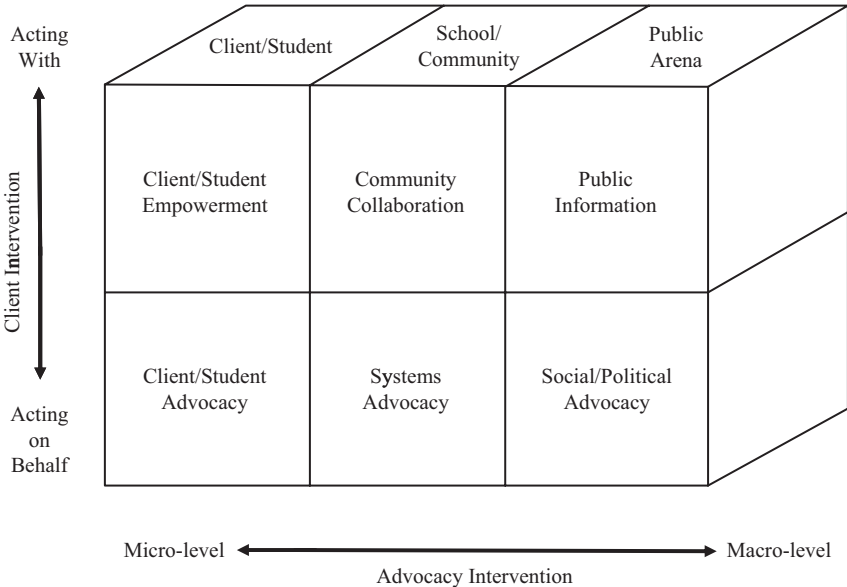 Acting
With
Client/Student
School/
Community
Public
Arena
Client Intervention
Client/Student
Empowerment
Community
Collaboration
Public
Information
Client/Student
Advocacy
Systems
Advocacy
Social/Political
Advocacy
Acting
on
Behalf
Micro-level
Macro-level
Advocacy Intervention